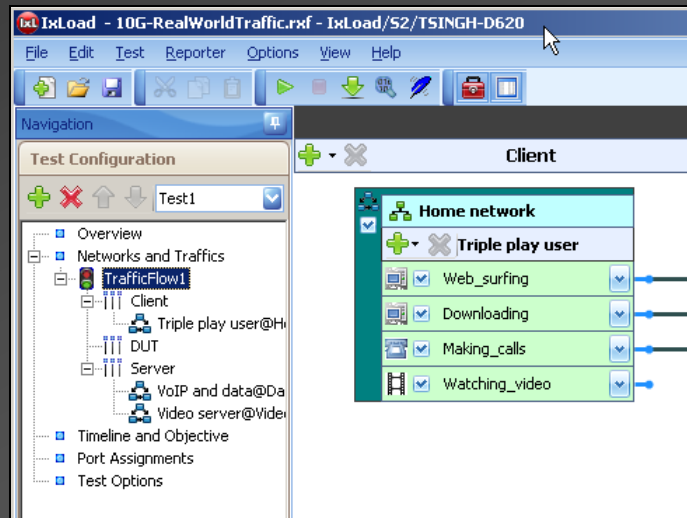 IxLoad - 10G-RealWorldTraffic.rxf - IxLoad/S2/TSINGH-D620
File Edit Test Reporter Options View Help
Navigation
Test Configuration
Test1
Overview
Networks and Traffics
TrafficFlow1
Client
Triple play user@H
DUT
Server
VoIP and data@Da
Video server@Video
Timeline and Objective
Port Assignments
Test Options
Client
Home network
Triple play user
Web_surfing
Downloading
Making_calls
Watching_video